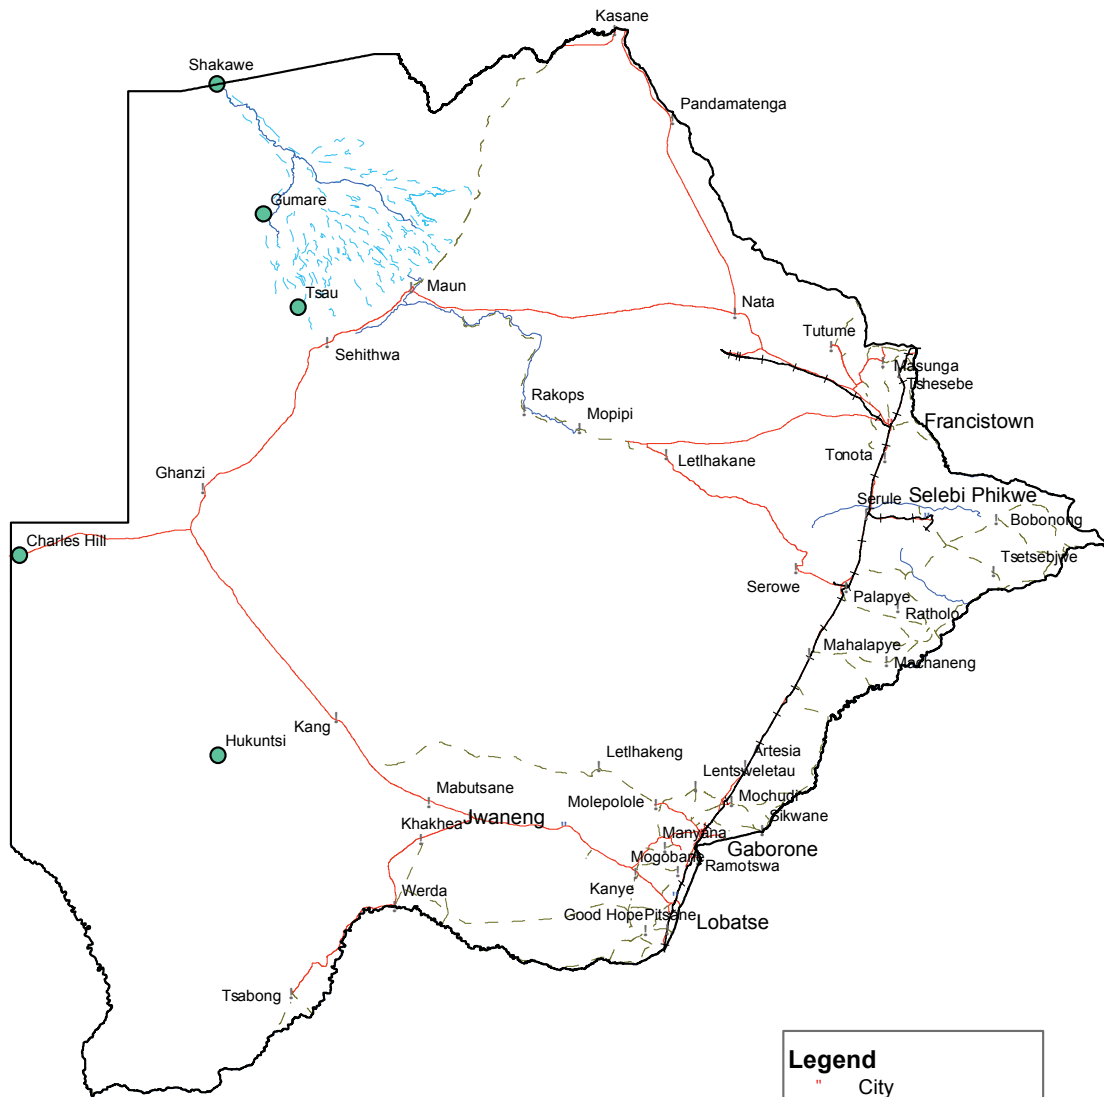 Kasane
Shakawe
Pandamatenga
Gumare
Maun
Tsau
Nata
Tutume
Sehithwa
Masunga
Tshesebe
Rakops
Mopipi
Francistown
Letlhakane
Tonota
Ghanzi
Serule
Selebi Phikwe
Bobonong
Charles Hill
Tsetsebjwe
Serowe
Palapye
Ratholo
Mahalapye
Machaneng
Kang
Hukuntsi
Letlhakeng
Artesia
Lentsweletau
Mabutsane
Molepolole
Mochudi
Jwaneng
Sikwane
Khakhea
Manyana
Gaborone
Mogobane
Ramotswa
Kanye
Werda
Good Hope
Pitsane
Lobatse
Tsabong
Legend
" City